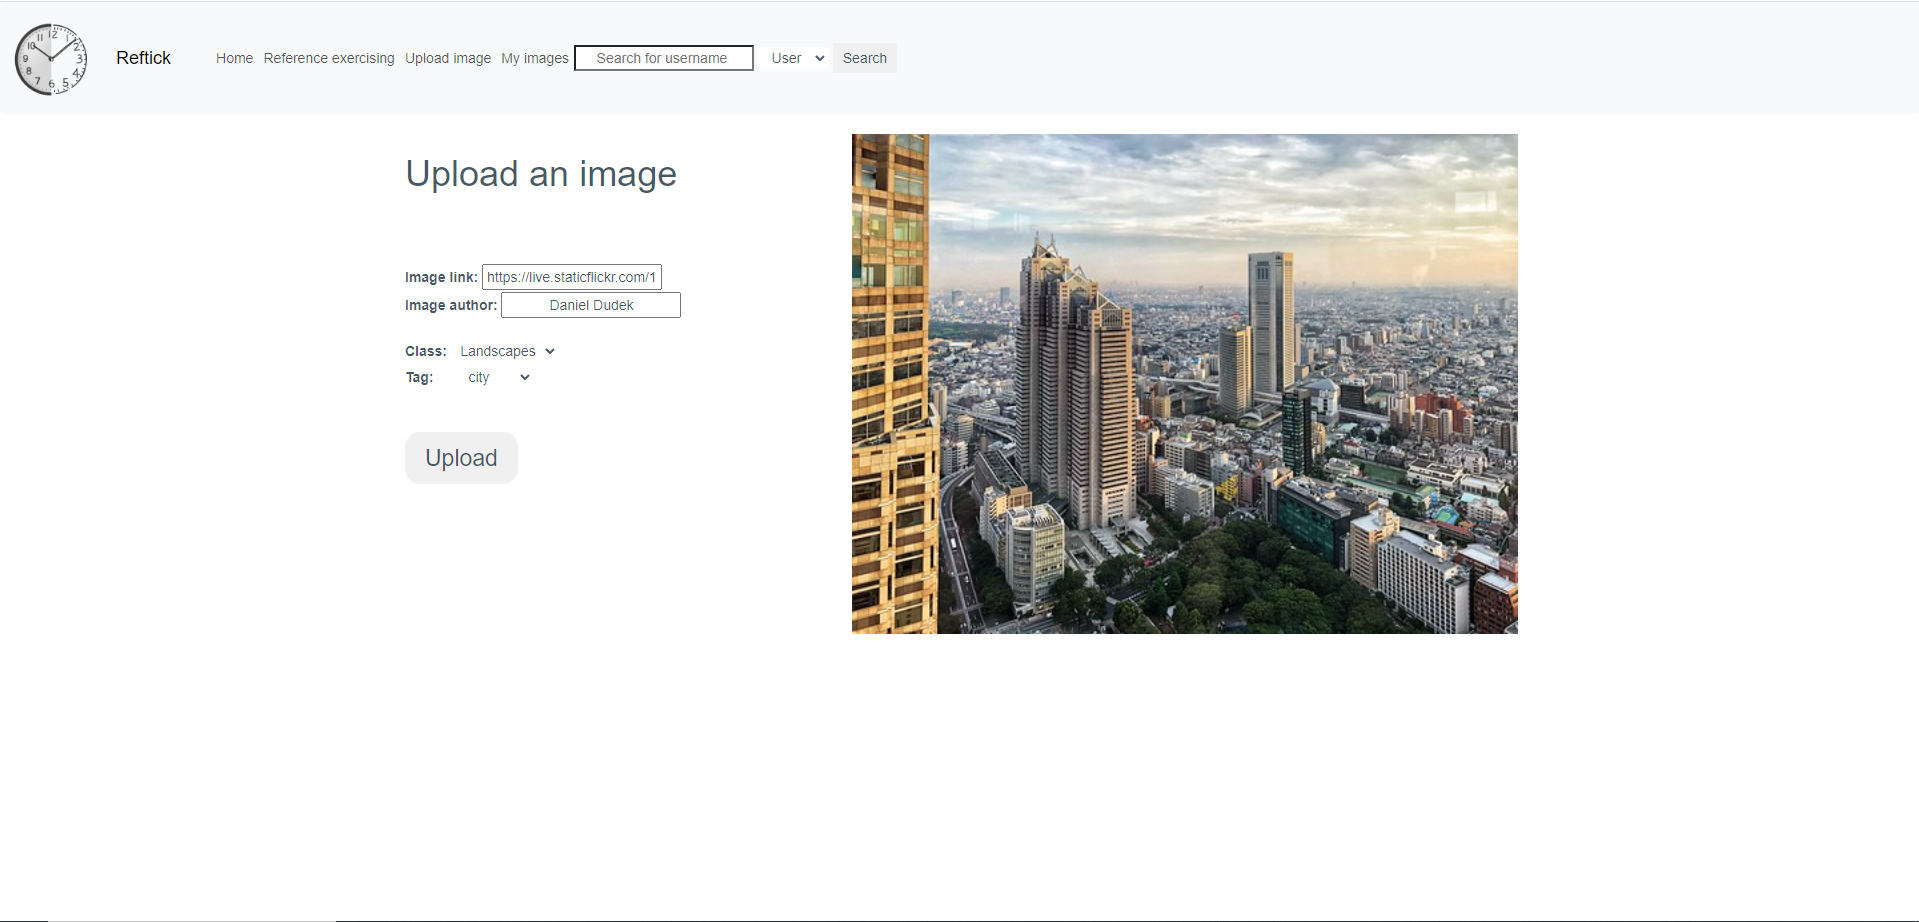 Reftick
Home Reference exercising Upload image My images Search for username User Search
Upload an image
Image link: https://live.staticflickr.com/1
Image author: Daniel Dudek
Class: Landscapes
Tag: city
Upload